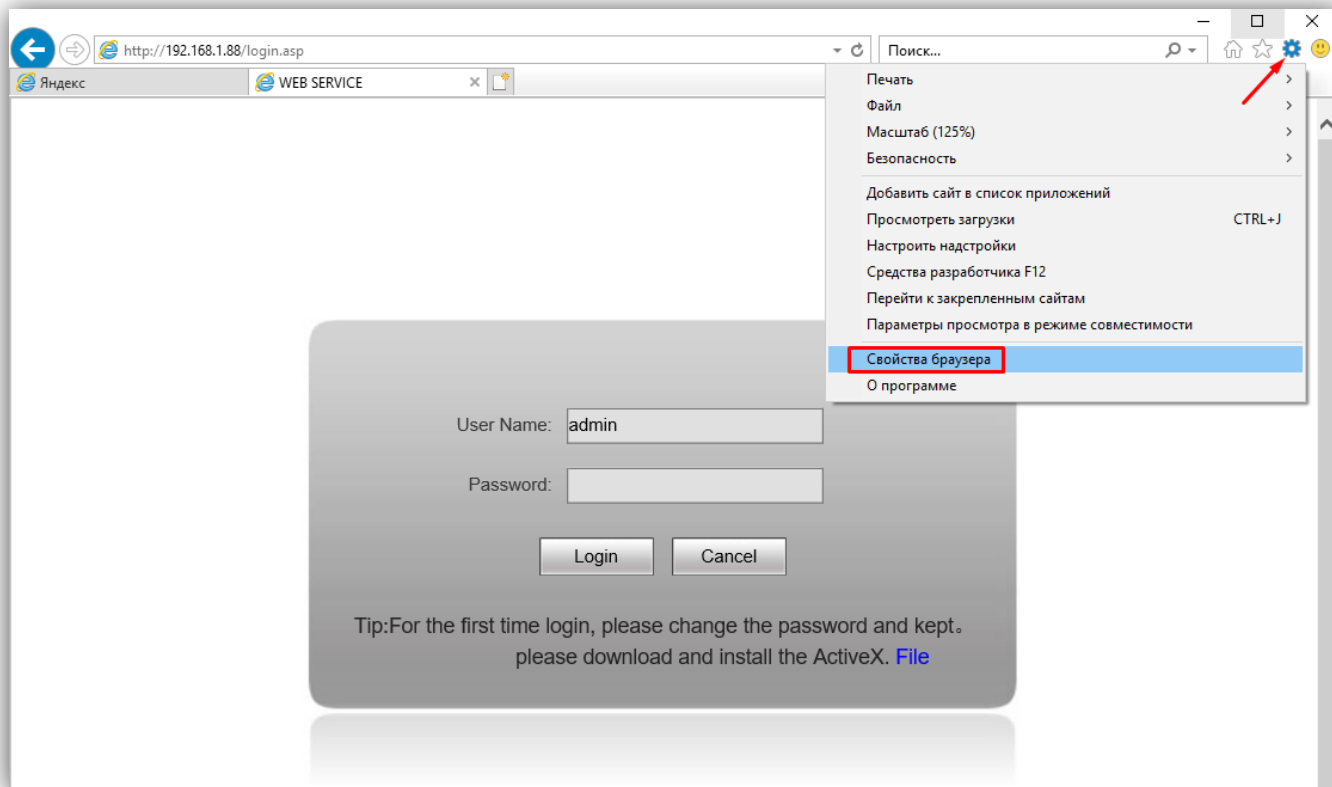 http://192.168.1.88/login.asp
Поиск...
Яндекс
WEB SERVICE
Печать
Файл
Масштаб (125%)
Безопасность
Добавить сайт в список приложений
Просмотреть загрузки CTRL+J
Настроить надстройки
Средства разработчика F12
Перейти к закрепленным сайтам
Параметры просмотра в режиме совместимости
Свойства браузера
О программе
User Name: admin
Password:
Login Cancel
Tip:For the first time login, please change the password and kept。
please download and install the ActiveX. File